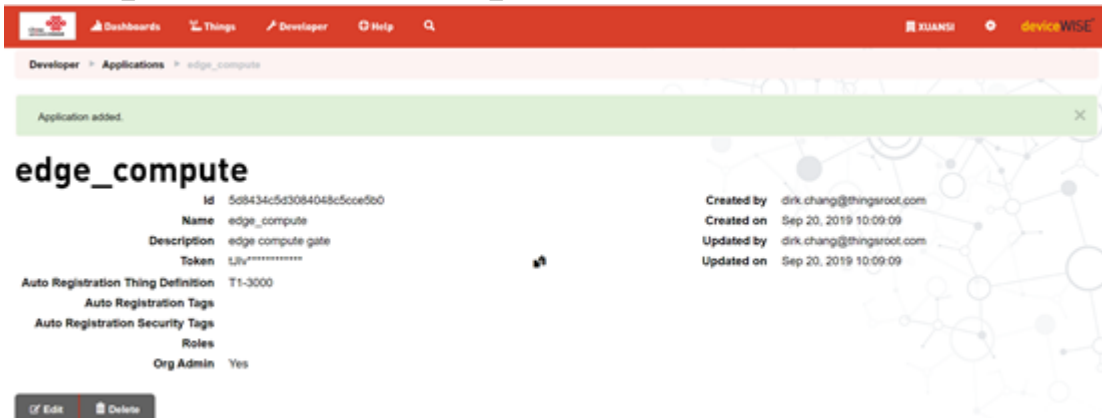 Dashboards Things Developer Help XUANSI deviceWISE
Developer > Applications > edge_compute
Application added.
edge_compute
Id 5d8434c5d3084048c5cce5b0 Created by dirk.chang@thingsroot.com
Name edge_compute Created on Sep 20, 2019 10:09:09
Description edge compute gate Updated by dirk.chang@thingsroot.com
Token Updated on Sep 20, 2019 10:09:09
Auto Registration Thing Definition T1-3000
Auto Registration Tags
Auto Registration Security Tags
Roles
Org Admin Yes
Edit Delete